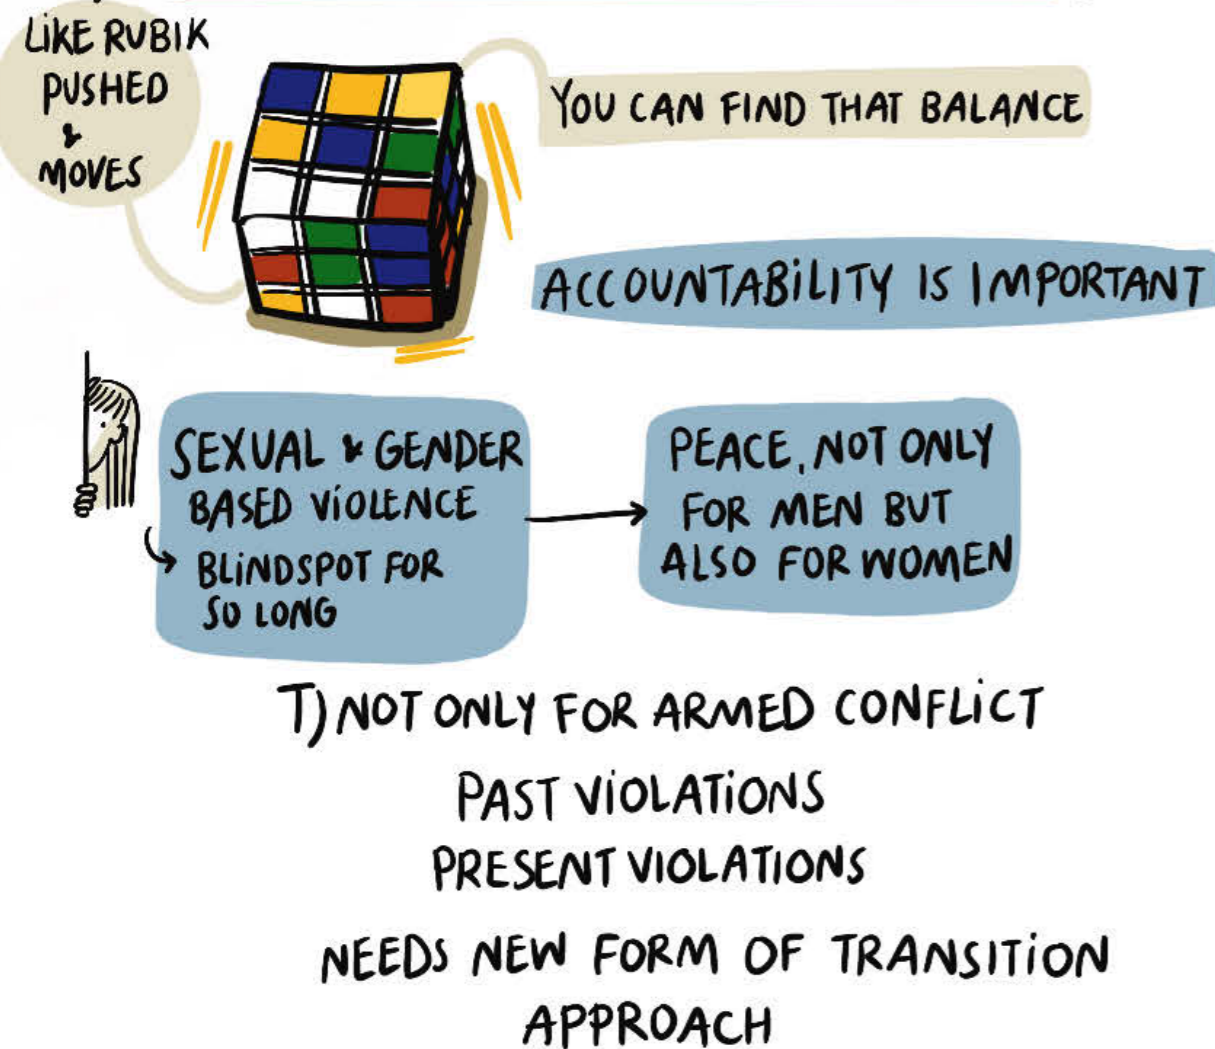 LIKE RUBIK
PUSHED
&
MOVES
YOU CAN FIND THAT BALANCE
ACCOUNTABILITY IS IMPORTANT
SEXUAL & GENDER
BASED VIOLENCE
BLINDSPOT FOR
SO LONG
PEACE, NOT ONLY
FOR MEN BUT
ALSO FOR WOMEN
TJ NOT ONLY FOR ARMED CONFLICT
PAST VIOLATIONS
PRESENT VIOLATIONS
NEEDS NEW FORM OF TRANSITION
APPROACH